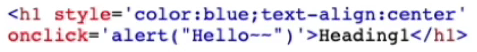 <h1 style='color:blue;text-align:center'
onclick='alert("Hello~~")'>Heading1</h1>